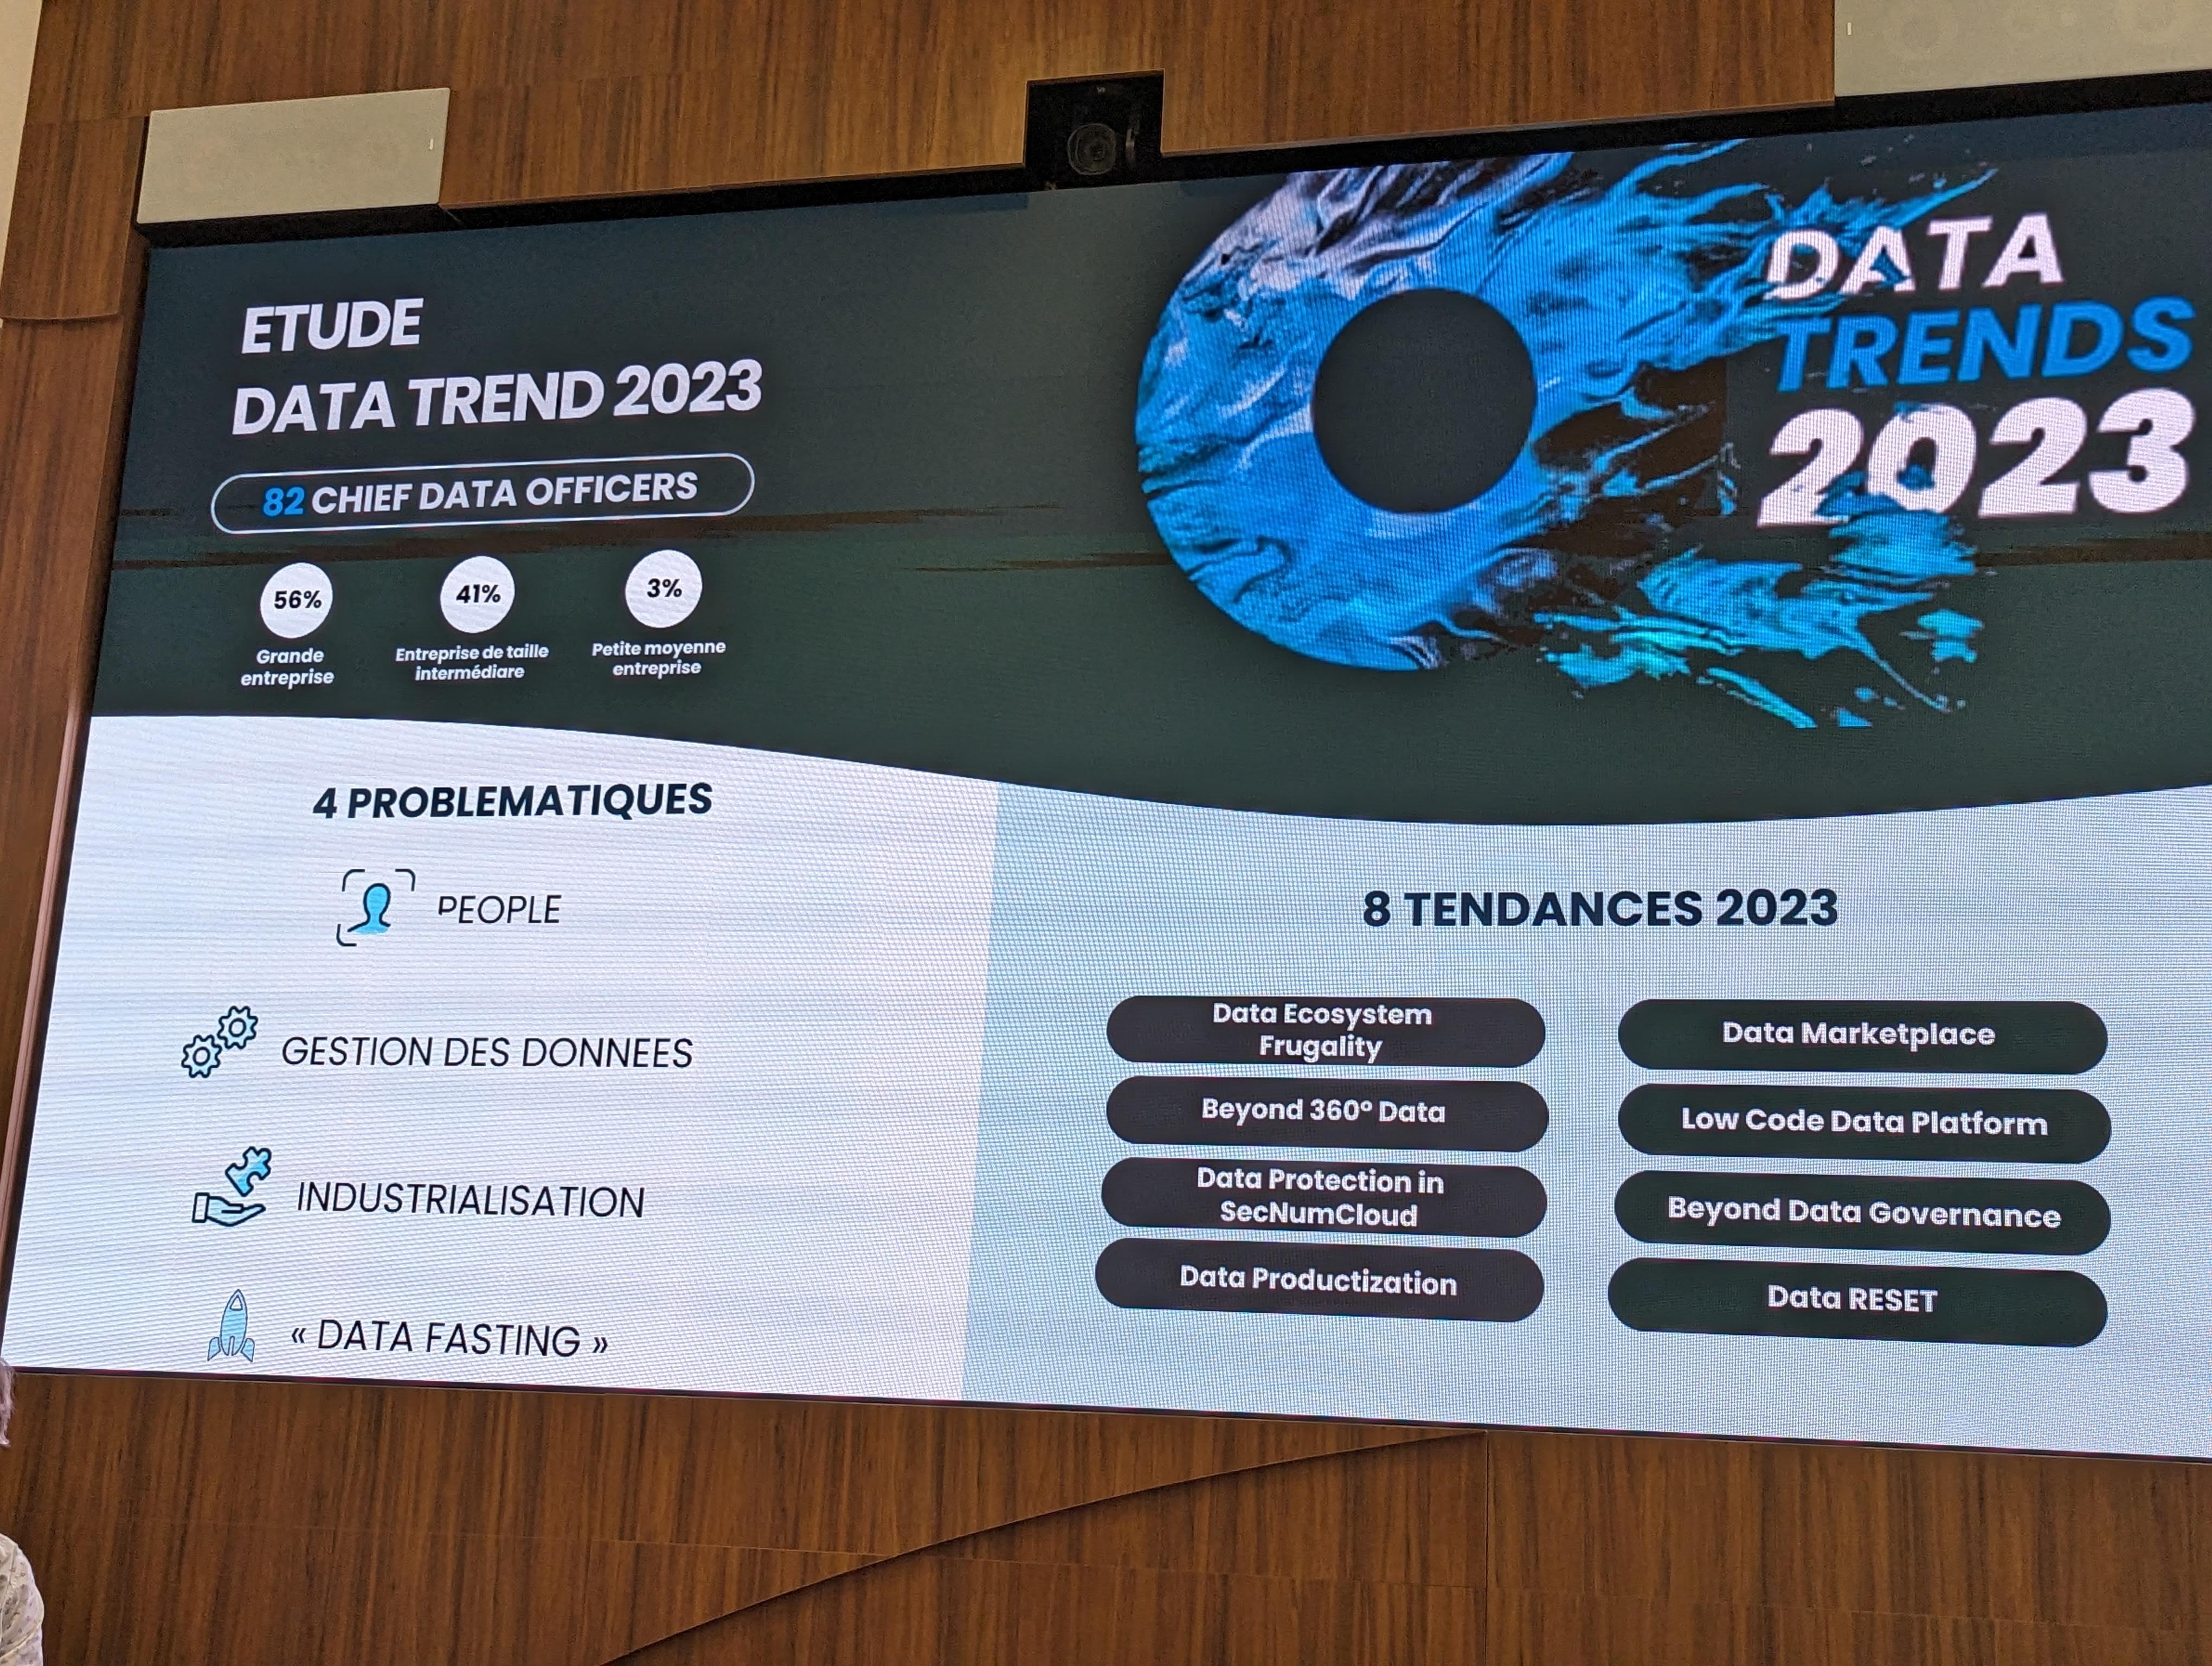 ETUDE
DATA TREND 2023
82 CHIEF DATA OFFICERS
56%
Grande
entreprise
41%
Entreprise de taille
intermédiare
3%
Petite moyenne
entreprise
DATA
TRENDS
2023
4 PROBLEMATIQUES
PEOPLE
GESTION DES DONNEES
INDUSTRIALISATION
« DATA FASTING »
8 TENDANCES 2023
Data Ecosystem
Frugality
Beyond 360° Data
Data Protection in
SecNumCloud
Data Productization
Data Marketplace
Low Code Data Platform
Beyond Data Governance
Data RESET